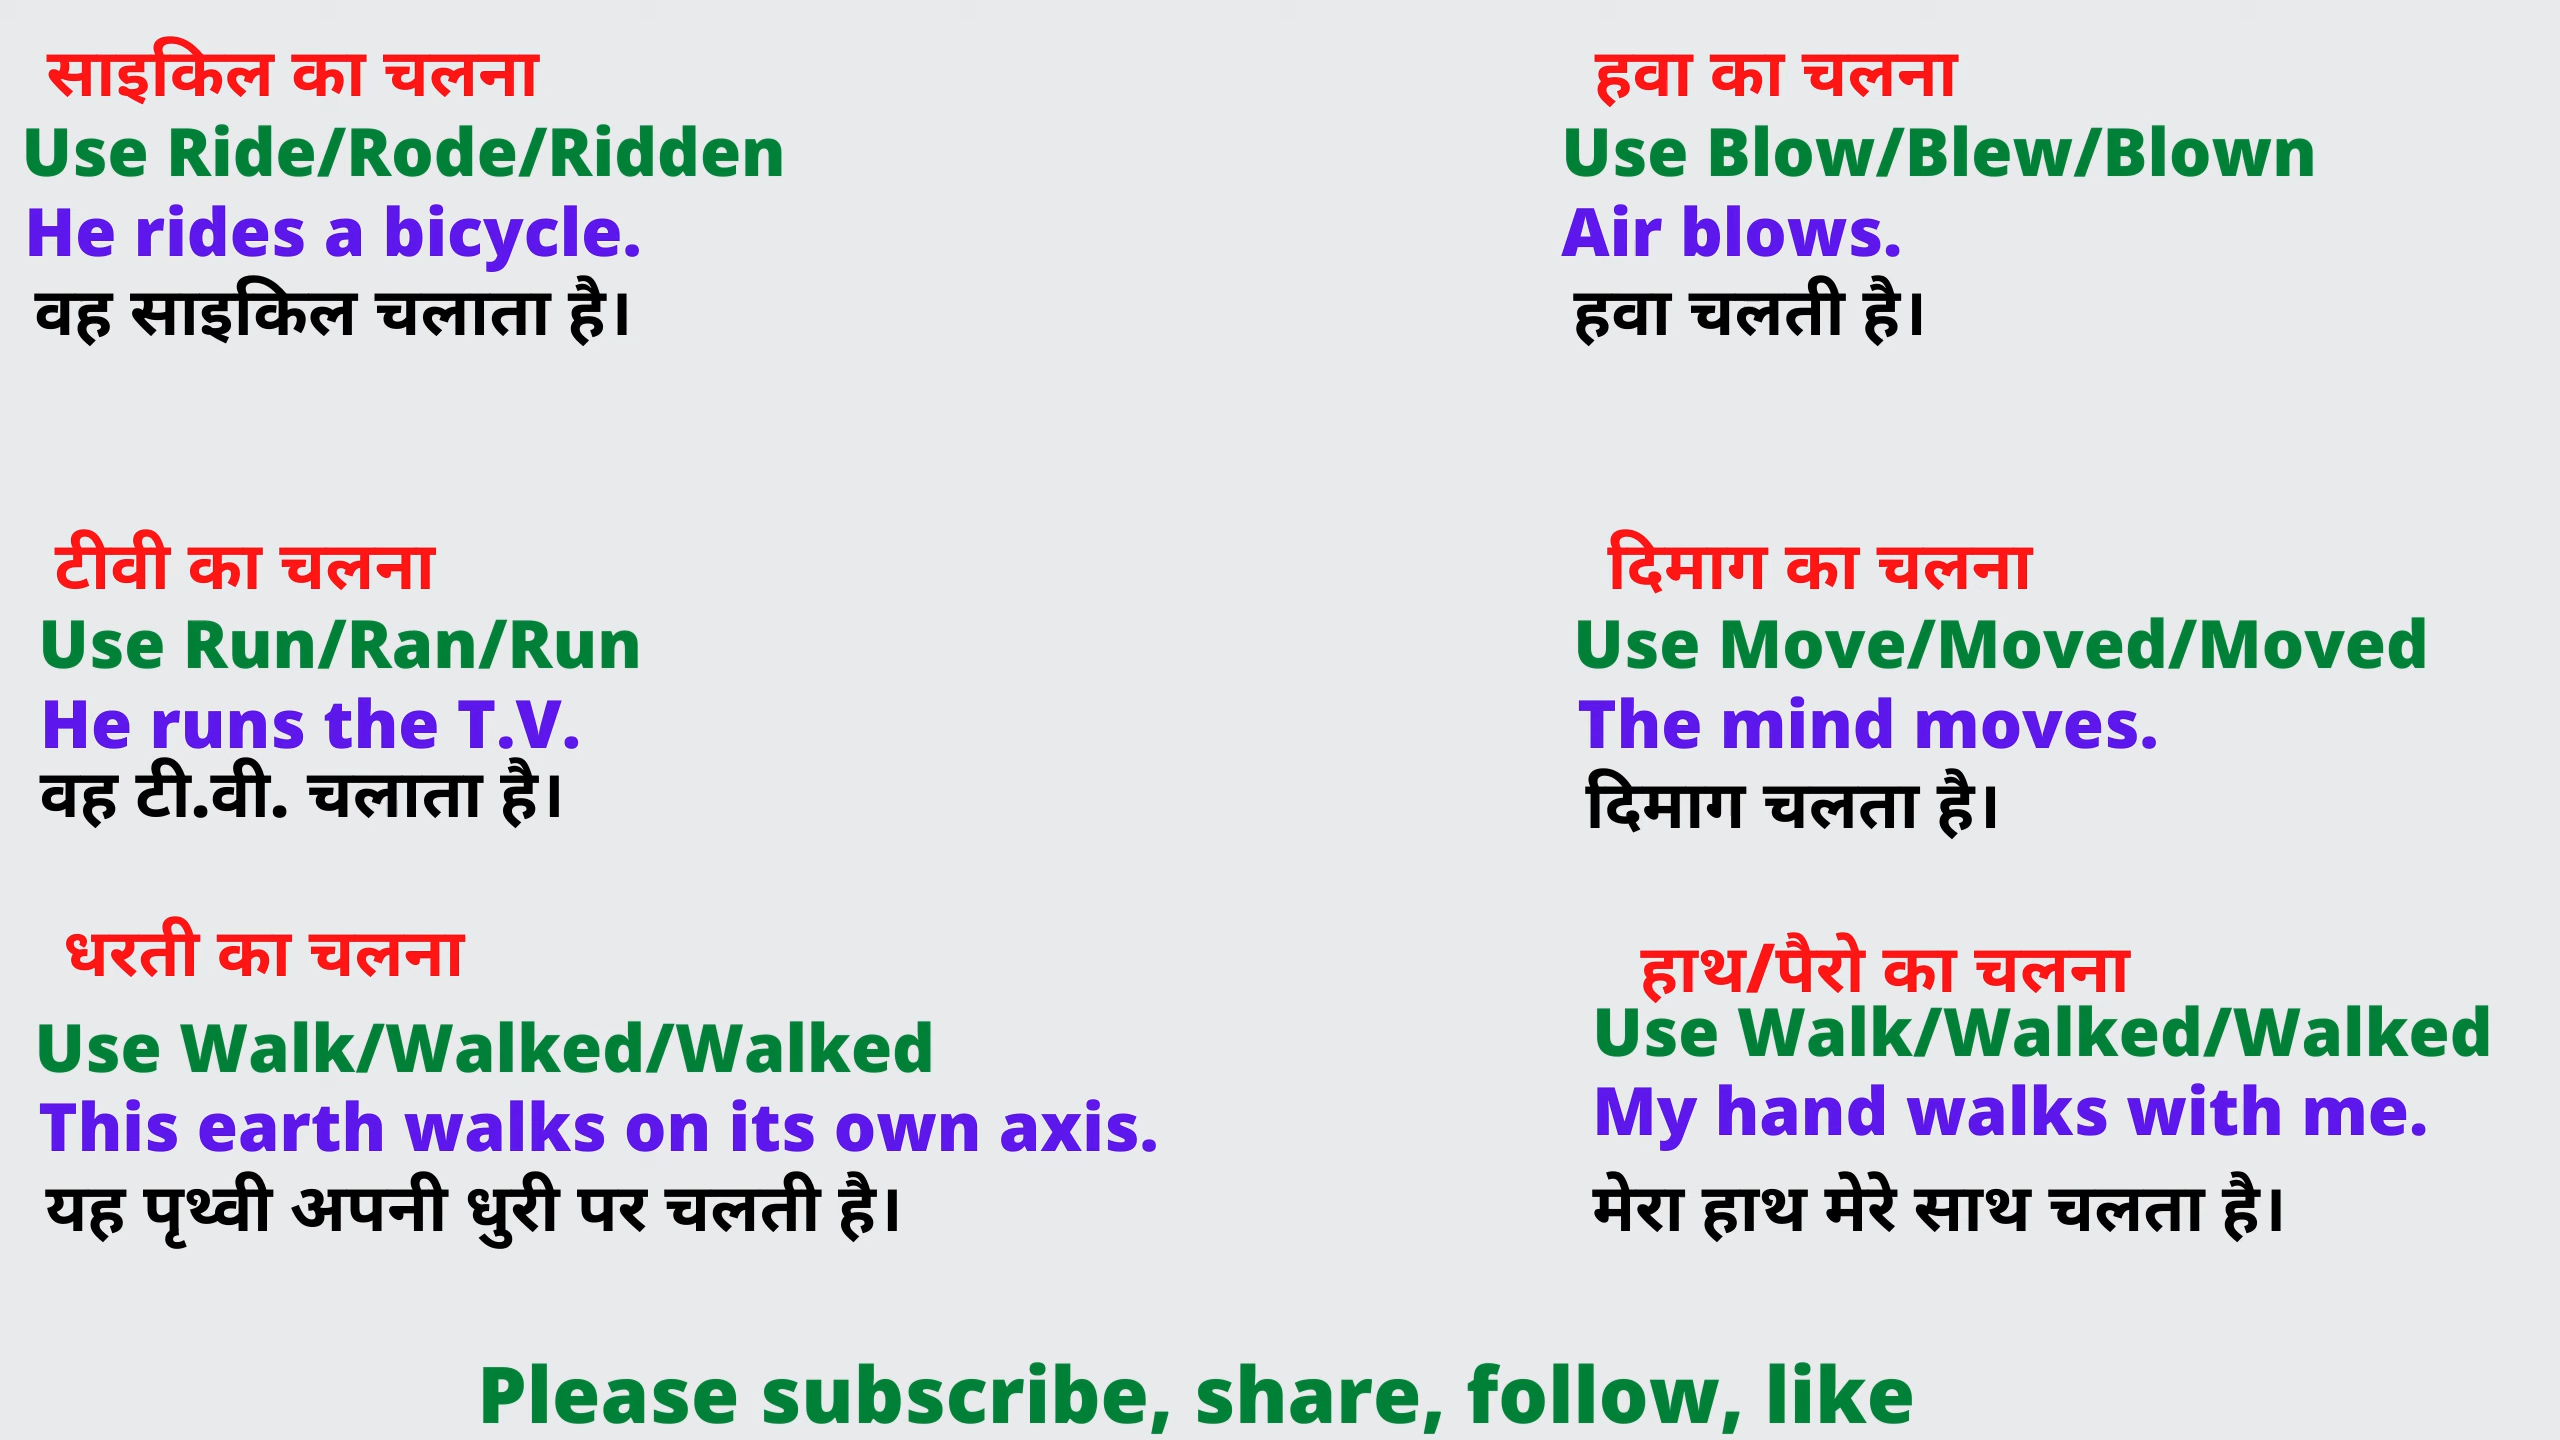 साइकिल का चलना
Use Ride/Rode/Ridden
He rides a bicycle.
वह साइकिल चलाता है।
हवा का चलना
Use Blow/Blew/Blown
Air blows.
हवा चलती है।
टीवी का चलना
Use Run/Ran/Run
He runs the T.V.
वह टी.वी. चलाता है।
दिमाग का चलना
Use Move/Moved/Moved
The mind moves.
दिमाग चलता है।
धरती का चलना
Use Walk/Walked/Walked
This earth walks on its own axis.
यह पृथ्वी अपनी धुरी पर चलती है।
हाथ/पैरो का चलना
Use Walk/Walked/Walked
My hand walks with me.
मेरा हाथ मेरे साथ चलता है।
Please subscribe, share, follow, like